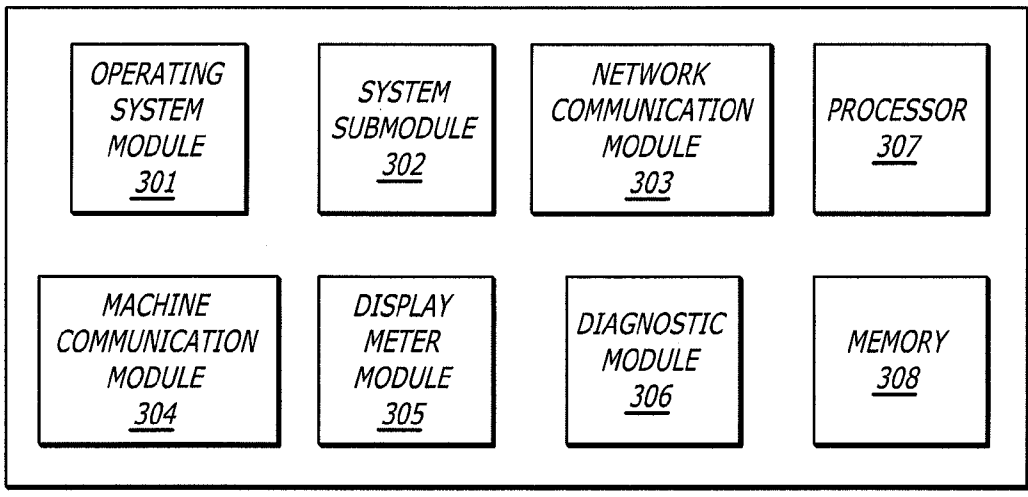 OPERATING
SYSTEM
MODULE
301
SYSTEM
SUBMODULE
302
NETWORK
COMMUNICATION
MODULE
303
PROCESSOR
307
MACHINE
COMMUNICATION
MODULE
304
DISPLAY
METER
MODULE
305
DIAGNOSTIC
MODULE
306
MEMORY
308